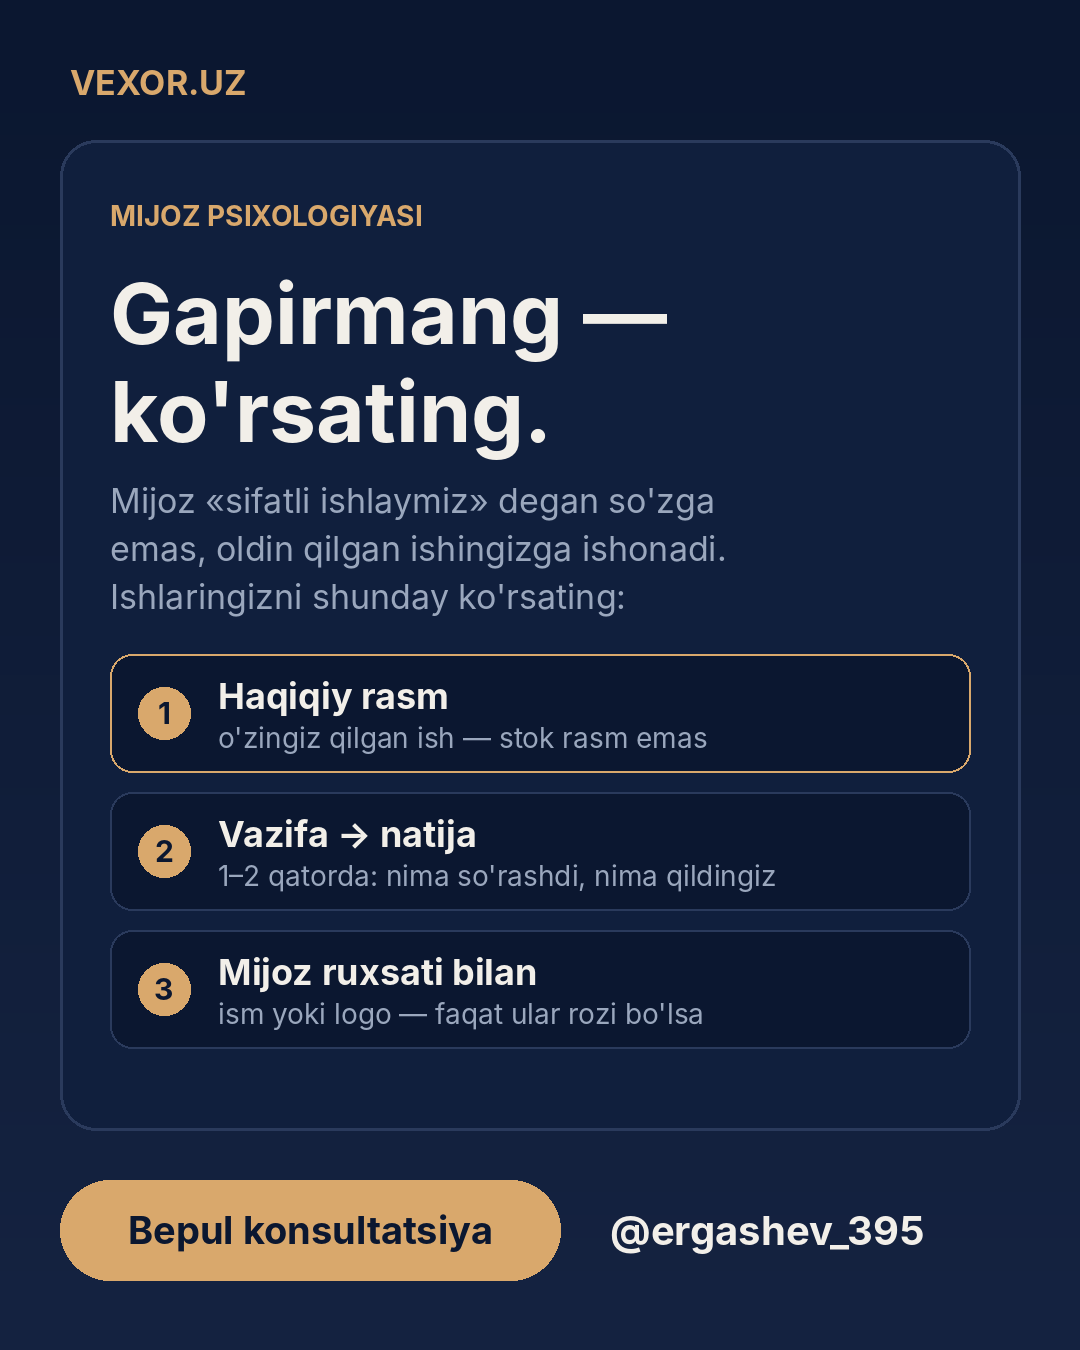 VEXOR.UZ
MIJOZ PSIXOLOGIYASI
Gapirmang —
ko'rsating.
Mijoz «sifatli ishlaymiz» degan so'zga
emas, oldin qilgan ishingizga ishonadi.
Ishlaringizni shunday ko'rsating:
1
Haqiqiy rasm
o'zingiz qilgan ish — stok rasm emas
2
Vazifa → natija
1–2 qatorda: nima so'rashdi, nima qildingiz
3
Mijoz ruxsati bilan
ism yoki logo — faqat ular rozi bo'lsa
Bepul konsultatsiya
@ergashev_395